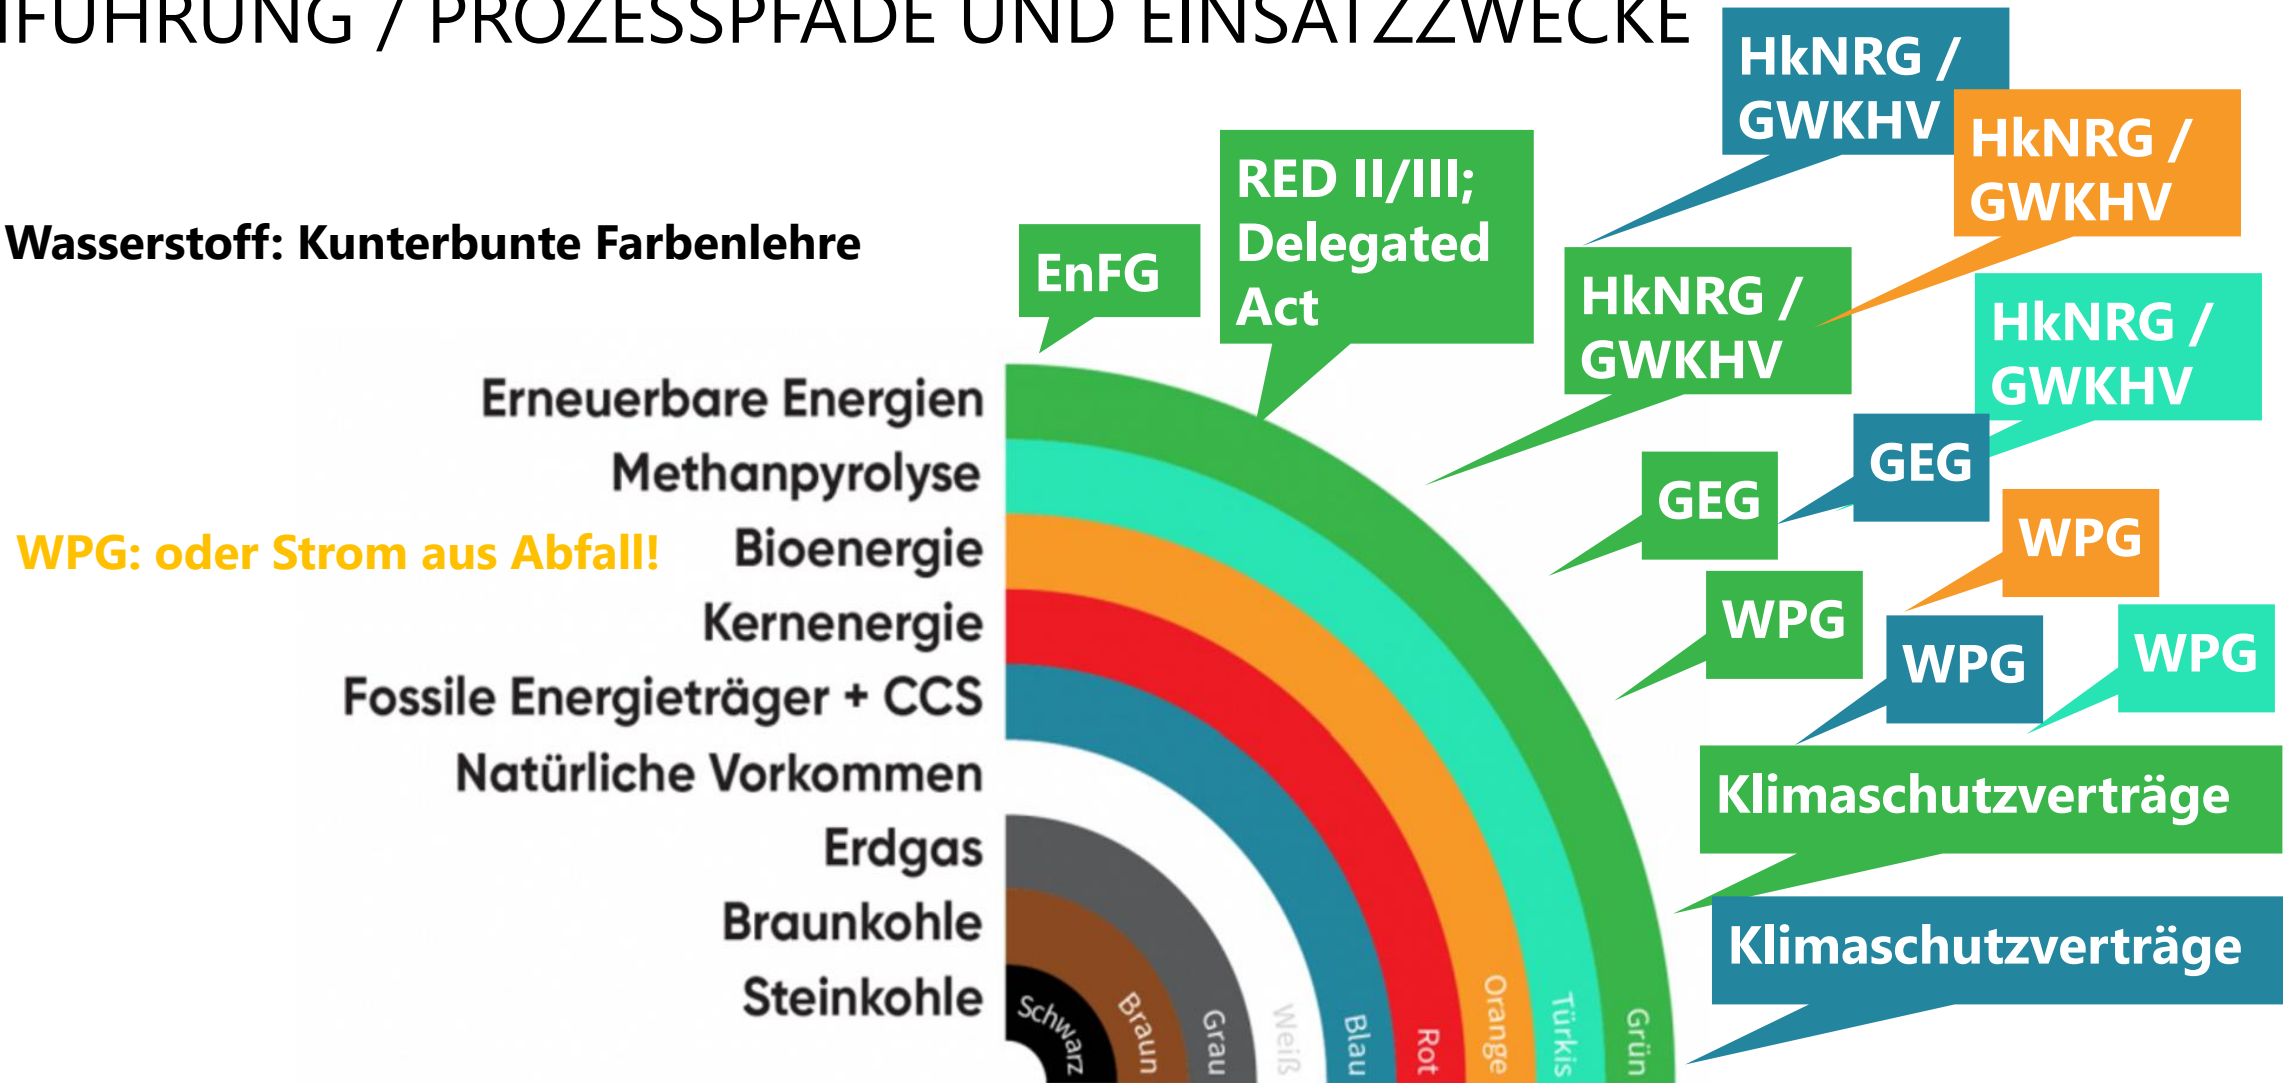 FÜHRUNG / PROZESSPFADE UND EINSATZZWECKE
Wasserstoff: Kunterbunte Farbenlehre
EnFG
RED II/III;
Delegated
Act
HkNRG /
GWKHV
HkNRG /
GWKHV
HkNRG /
GWKHV
HkNRG /
GWKHV
GEG
GEG
WPG
WPG
WPG
WPG
Klimaschutzverträge
Klimaschutzverträge
Erneuerbare Energien
Methanpyrolyse
WPG: oder Strom aus Abfall!
Bioenergie
Kernenergie
Fossile Energieträger + CCS
Natürliche Vorkommen
Erdgas
Braunkohle
Steinkohle
Schwarz
Braun
Grau
Weiß
Blau
Rot
Orange
Türkis
Grün